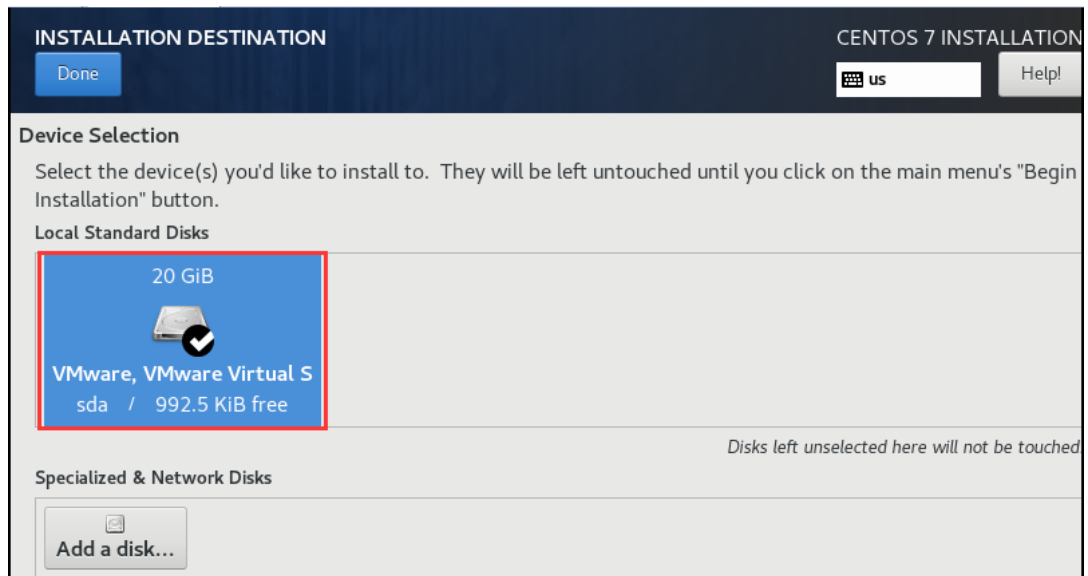 INSTALLATION DESTINATION
CENTOS 7 INSTALLATION
Done
us
Help!
Device Selection
Select the device(s) you'd like to install to.  They will be left untouched until you click on the main menu's "Begin
Installation" button.
Local Standard Disks
20 GiB
VMware, VMware Virtual S
sda / 992.5 KiB free
Disks left unselected here will not be touched.
Specialized & Network Disks
Add a disk...